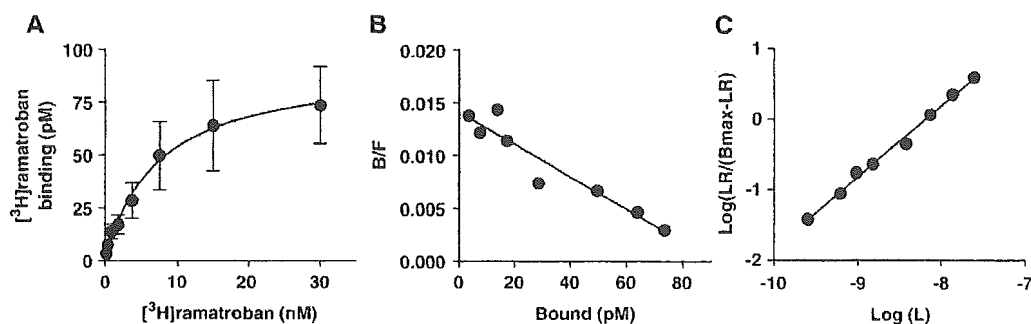 A
[³H]ramatroban
binding (pM)
100
75
50
25
0
0
10
20
30
[³H]ramatroban (nM)
B
B/F
0.020
0.015
0.010
0.005
0.000
0
20
40
60
80
Bound (pM)
C
Log(LR/(Bmax-LR)
1
0
-1
-2
-10
-9
-8
-7
Log (L)